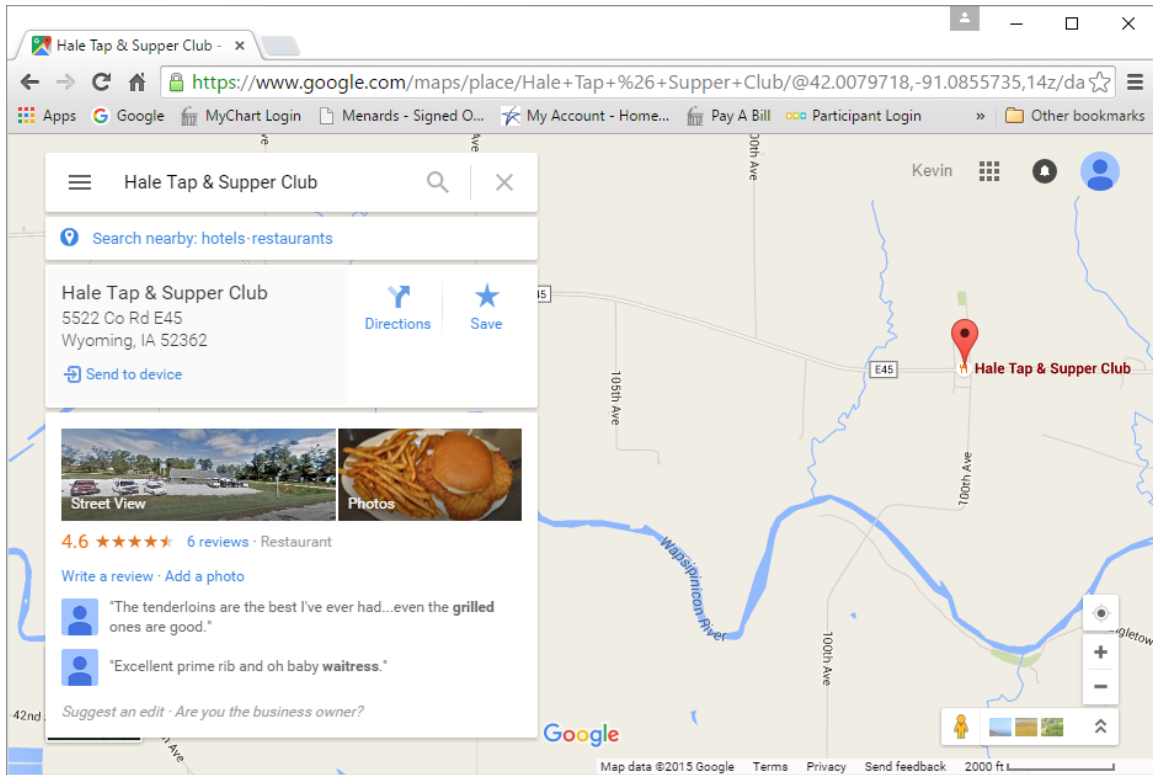 Hale Tap & Supper Club -
https://www.google.com/maps/place/Hale+Tap+%26+Supper+Club/@42.0079718,-91.0855735,14z/da
Apps Google MyChart Login Menards - Signed O... My Account - Home... Pay A Bill Participant Login » Other bookmarks
Hale Tap & Supper Club
Kevin
Search nearby: hotels·restaurants
Hale Tap & Supper Club
5522 Co Rd E45
Wyoming, IA 52362
Send to device
Directions
Save
Street View
Photos
4.6 6 reviews · Restaurant
Write a review · Add a photo
"The tenderloins are the best I've ever had...even the grilled
ones are good."
"Excellent prime rib and oh baby waitress."
Suggest an edit · Are you the business owner?
100th Ave
45
E45
Hale Tap & Supper Club
105th Ave
100th Ave
Wapsipinicon River
100th Ave
42nd
Ave
Google
Map data ©2015 Google Terms Privacy Send feedback 2000 ft